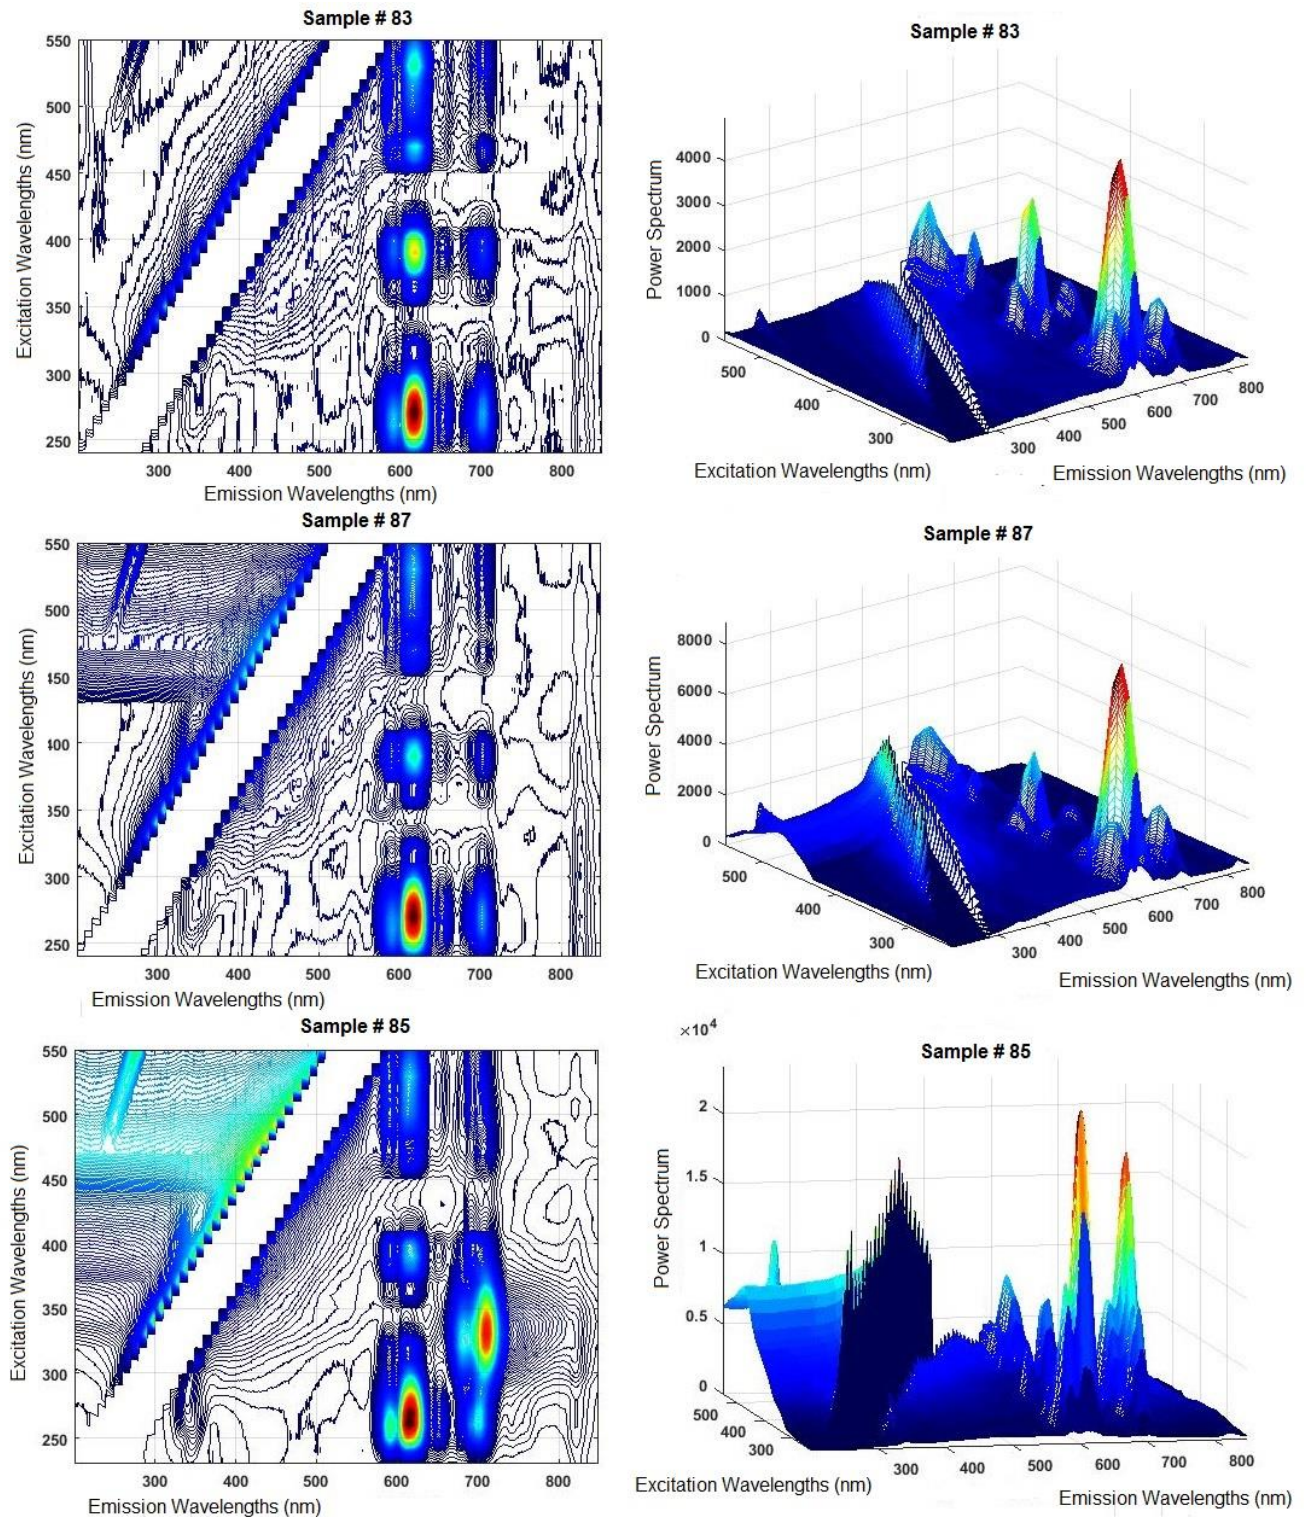 Sample # 83
550
500
450
400
350
300
250
Excitation Wavelengths (nm)
300 400 500 600 700 800
Emission Wavelengths (nm)
Sample # 83
4000
3000
2000
1000
0
Power Spectrum
500
400
300
300 400 500 600 700 800
Excitation Wavelengths (nm)
Emission Wavelengths (nm)
Sample # 87
550
500
150
100
350
300
250
Excitation Wavelengths (nm)
300 400 500 600 700 800
Emission Wavelengths (nm)
Sample # 87
8000
6000
4000
2000
0
Power Spectrum
500
400
300
300 400 500 600 700 800
Excitation Wavelengths (nm)
Emission Wavelengths (nm)
Sample # 85
550
500
450
400
350
300
250
Excitation Wavelengths (nm)
300 400 500 600 700 800
Emission Wavelengths (nm)
×10⁴
Sample # 85
2
1.5
1
0.5
0
Power Spectrum
500
400
300
300 400 500 600 700 800
Excitation Wavelengths (nm)
Emission Wavelengths (nm)